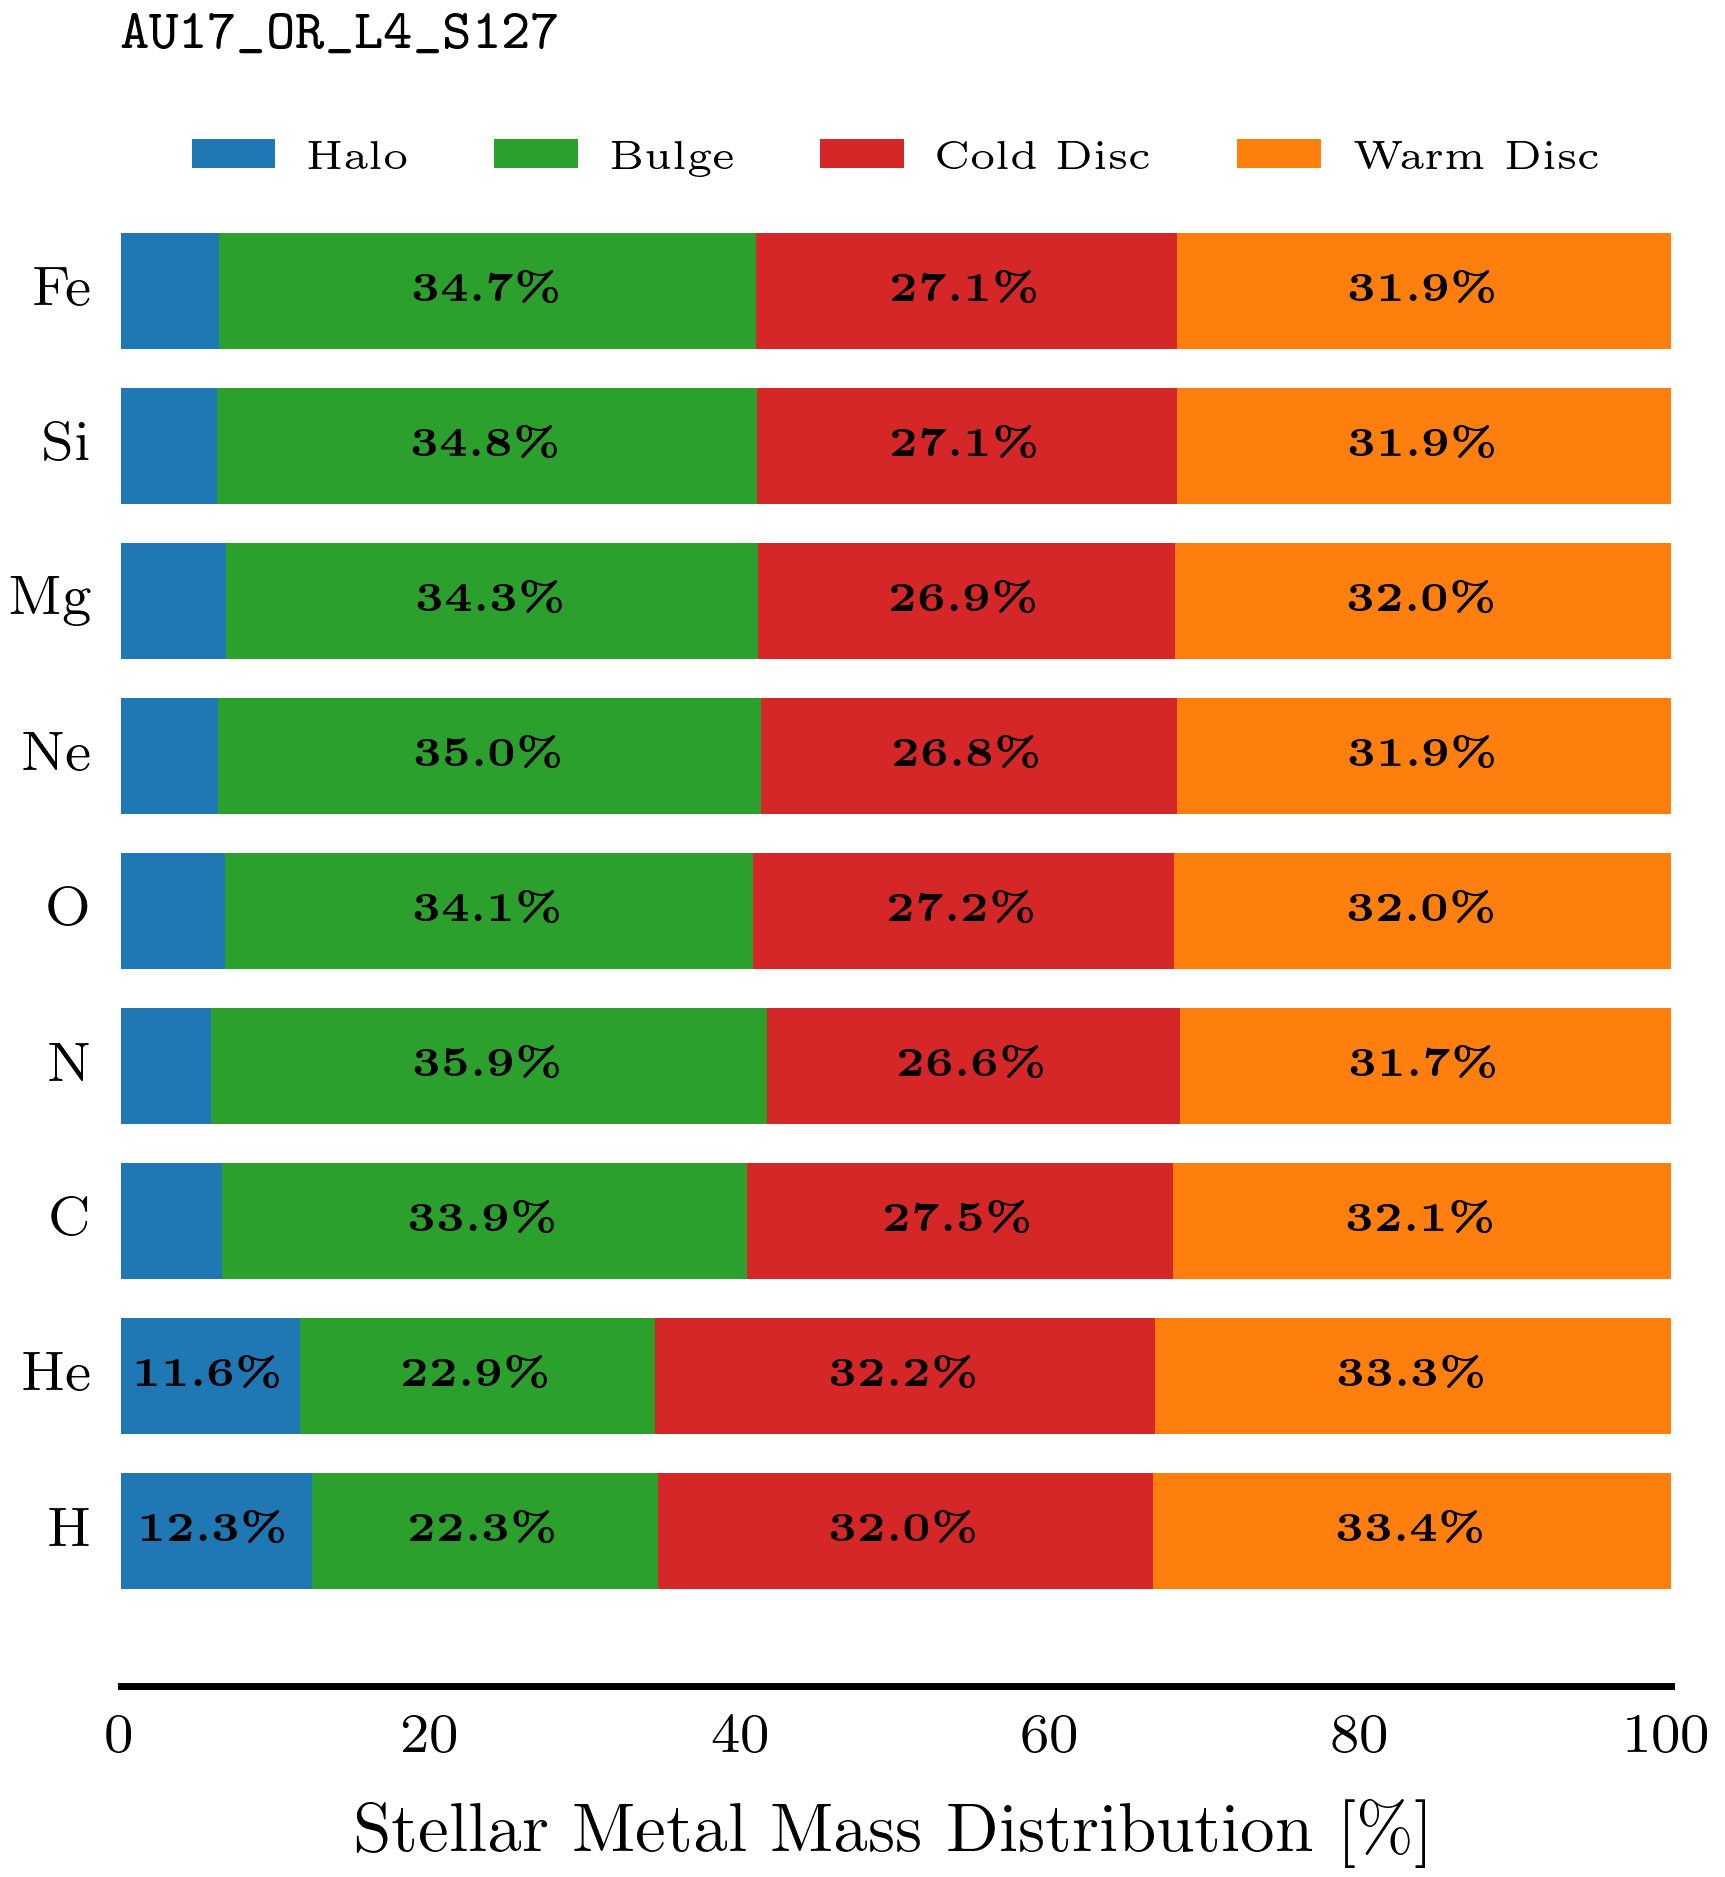 AU17_OR_L4_S127
Halo Bulge Cold Disc Warm Disc
Fe 34.7% 27.1% 31.9%
Si 34.8% 27.1% 31.9%
Mg 34.3% 26.9% 32.0%
Ne 35.0% 26.8% 31.9%
O 34.1% 27.2% 32.0%
N 35.9% 26.6% 31.7%
C 33.9% 27.5% 32.1%
He 11.6% 22.9% 32.2% 33.3%
H 12.3% 22.3% 32.0% 33.4%
0 20 40 60 80 100
Stellar Metal Mass Distribution [%]